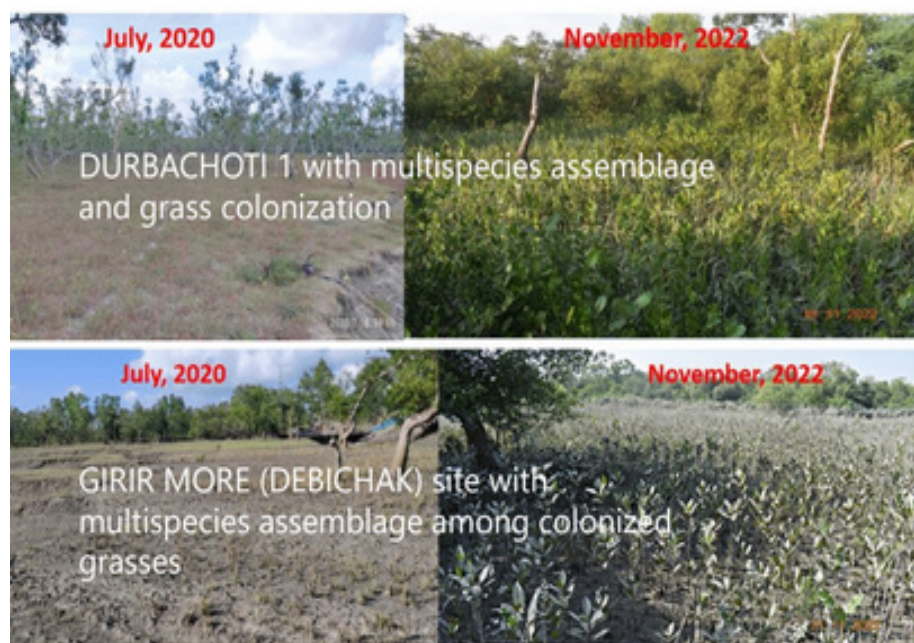 July, 2020
November, 2022
DURBACHOTI 1 with multispecies assemblage
and grass colonization
July, 2020
November, 2022
GIRIR MORE (DEBICHAK) site with
multispecies assemblage among colonized
grasses